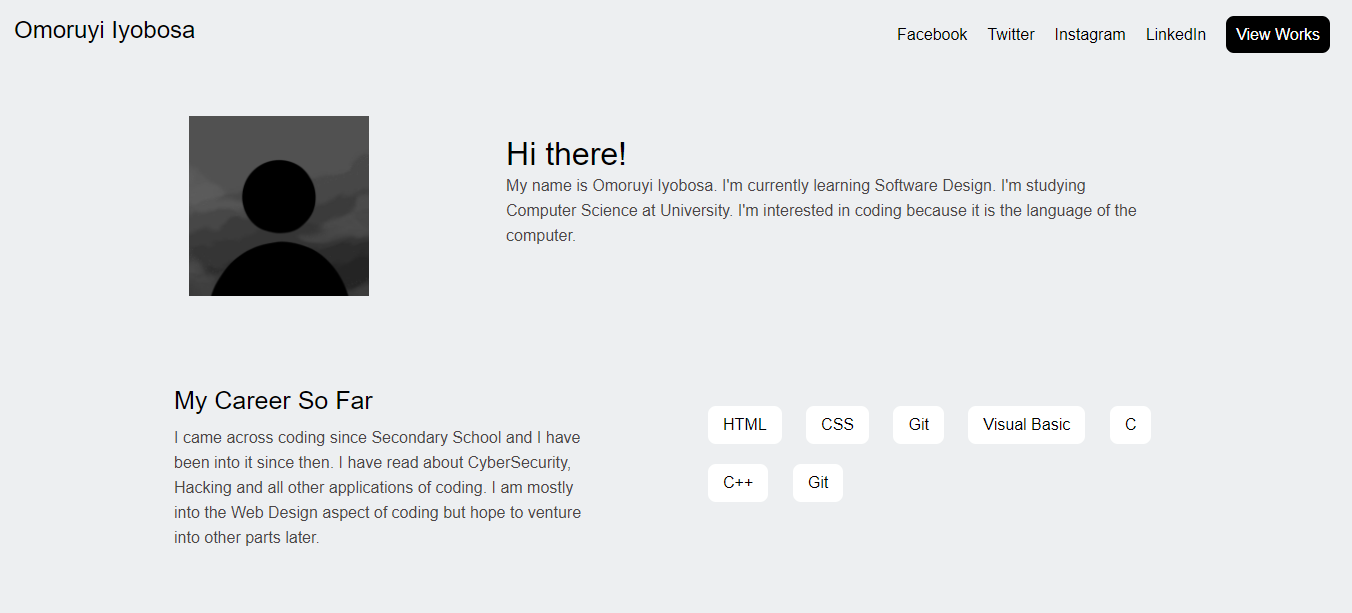 Omoruyi Iyobosa
Facebook Twitter Instagram LinkedIn View Works
Hi there!
My name is Omoruyi Iyobosa. I'm currently learning Software Design. I'm studying
Computer Science at University. I'm interested in coding because it is the language of the
computer.
My Career So Far
I came across coding since Secondary School and I have
been into it since then. I have read about CyberSecurity,
Hacking and all other applications of coding. I am mostly
into the Web Design aspect of coding but hope to venture
into other parts later.
HTML CSS Git Visual Basic C
C++ Git